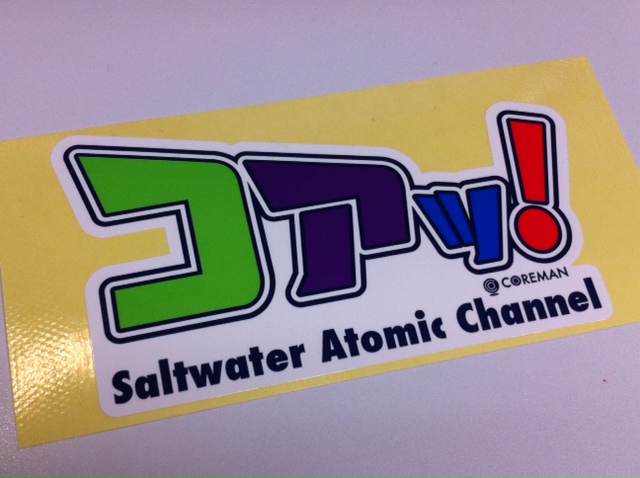 コアッ!
COREMAN
Saltwater Atomic Channel